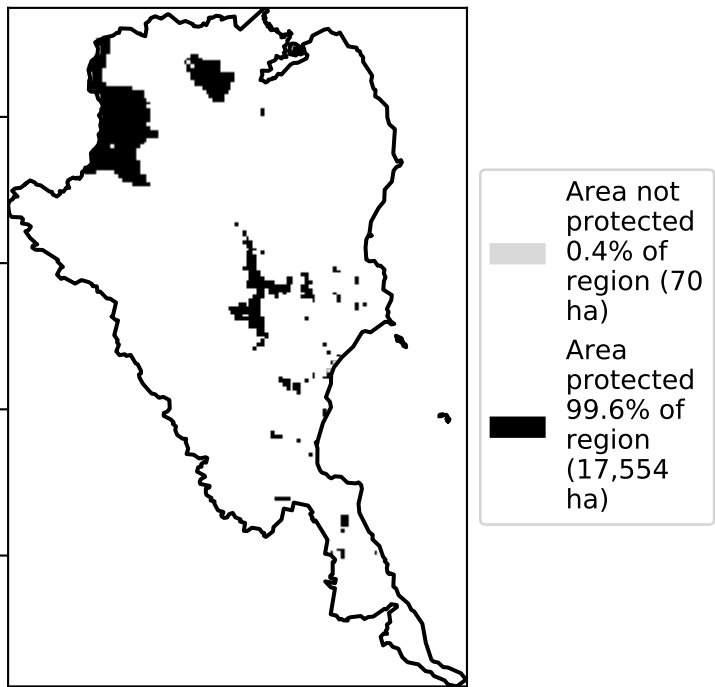 Area not
protected
0.4% of
region (70
ha)
Area
protected
99.6% of
region
(17,554
ha)